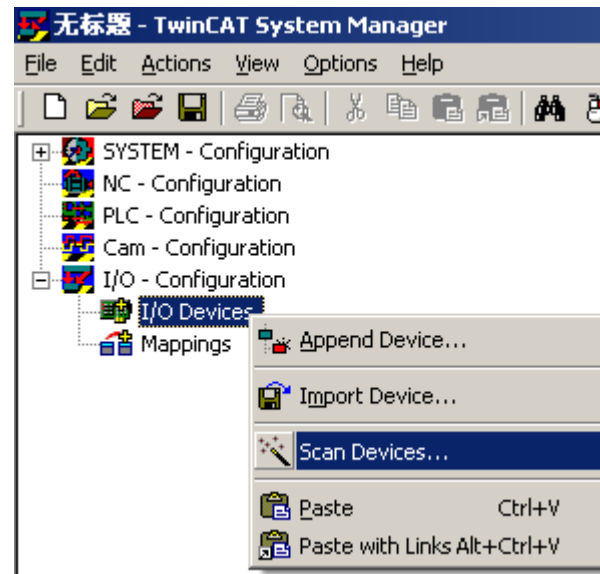 无标题 - TwinCAT System Manager
File Edit Actions View Options Help
SYSTEM - Configuration
NC - Configuration
PLC - Configuration
Cam - Configuration
I/O - Configuration
I/O Devices
Mappings
Append Device...
Import Device...
Scan Devices...
Paste Ctrl+V
Paste with Links Alt+Ctrl+V